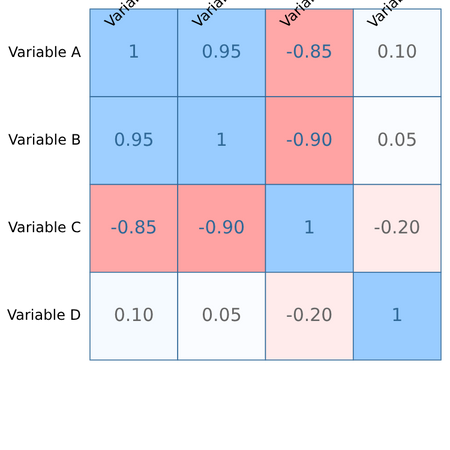 Varia Varia Varia Varia
Variable A 1 0.95 -0.85 0.10
Variable B 0.95 1 -0.90 0.05
Variable C -0.85 -0.90 1 -0.20
Variable D 0.10 0.05 -0.20 1